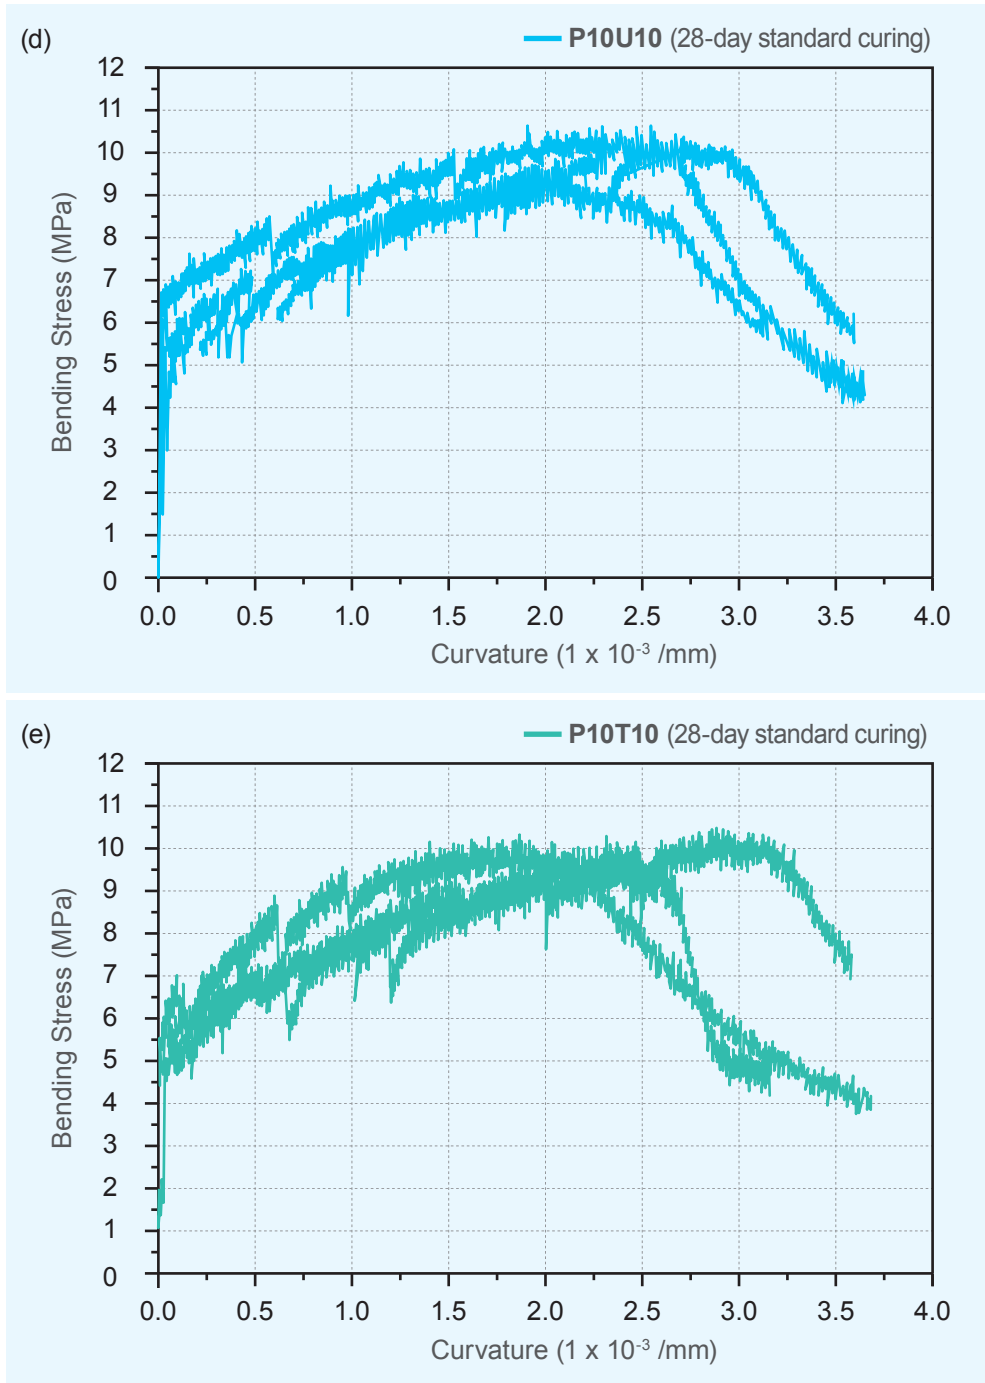 (d)
P10U10 (28-day standard curing)
12
11
10
9
8
7
6
5
4
3
2
1
0
Bending Stress (MPa)
0.0 0.5 1.0 1.5 2.0 2.5 3.0 3.5 4.0
Curvature (1 x 10⁻³ /mm)
(e)
P10T10 (28-day standard curing)
12
11
10
9
8
7
6
5
4
3
2
1
0
Bending Stress (MPa)
0.0 0.5 1.0 1.5 2.0 2.5 3.0 3.5 4.0
Curvature (1 x 10⁻³ /mm)